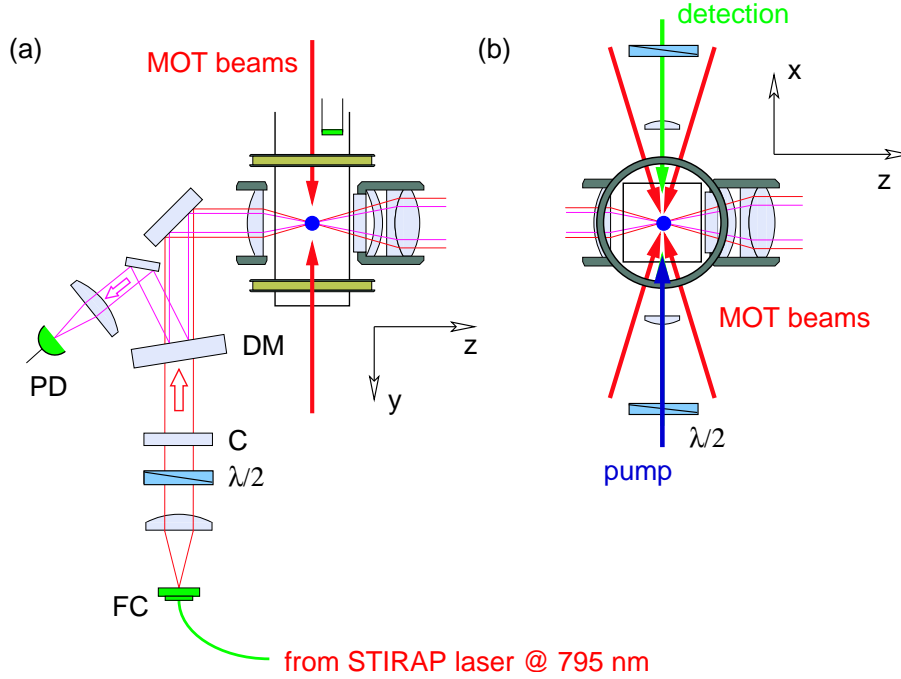 detection
(a)
(b)
MOT beams
x
z
DM
z
PD
y
MOT beams
C
λ/2
λ/2
pump
FC
from STIRAP laser @ 795 nm